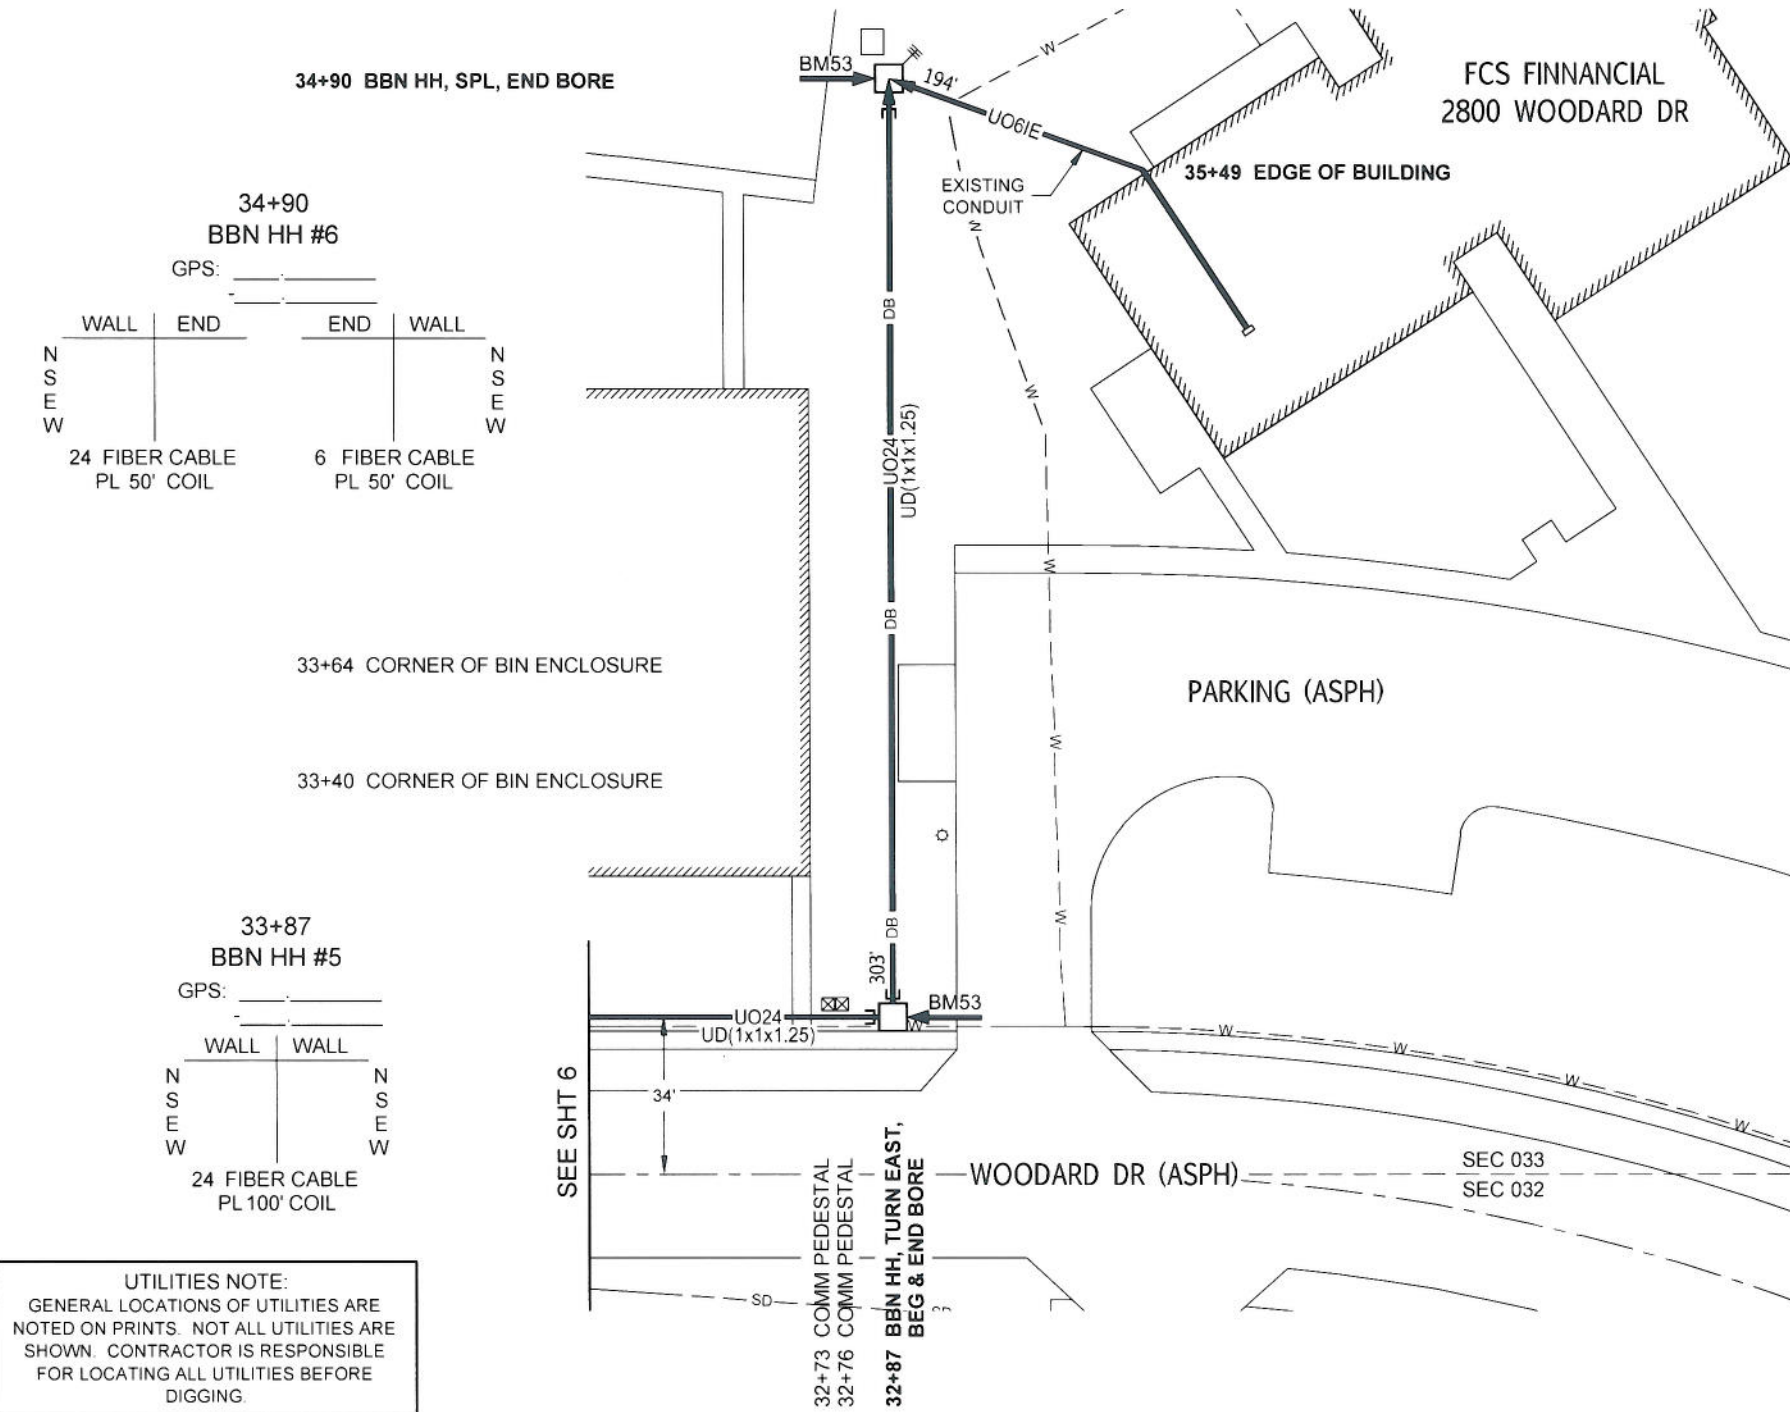 34+90 BBN HH, SPL, END BORE
BM53
194'
UO6IE
FCS FINNANCIAL
2800 WOODARD DR
35+49 EDGE OF BUILDING
EXISTING
CONDUIT
34+90
BBN HH #6
GPS:
WALL END
END WALL
N
S
E
W
N
S
E
W
24 FIBER CABLE
PL 50' COIL
6 FIBER CABLE
PL 50' COIL
W
W
W
W
W
W
DB
UO24
UD(1x1x1.25)
DB
DB
303'
33+64 CORNER OF BIN ENCLOSURE
33+40 CORNER OF BIN ENCLOSURE
PARKING (ASPH)
33+87
BBN HH #5
GPS:
WALL WALL
N
S
E
W
N
S
E
W
24 FIBER CABLE
PL 100' COIL
UO24
UD(1x1x1.25)
BM53
W
W
W
W
W
34'
SEE SHT 6
WOODARD DR (ASPH)
SEC 033
SEC 032
SD
32+73 COMM PEDESTAL
32+76 COMM PEDESTAL
32+87 BBN HH, TURN EAST,
BEG & END BORE
UTILITIES NOTE:
GENERAL LOCATIONS OF UTILITIES ARE
NOTED ON PRINTS. NOT ALL UTILITIES ARE
SHOWN. CONTRACTOR IS RESPONSIBLE
FOR LOCATING ALL UTILITIES BEFORE
DIGGING.